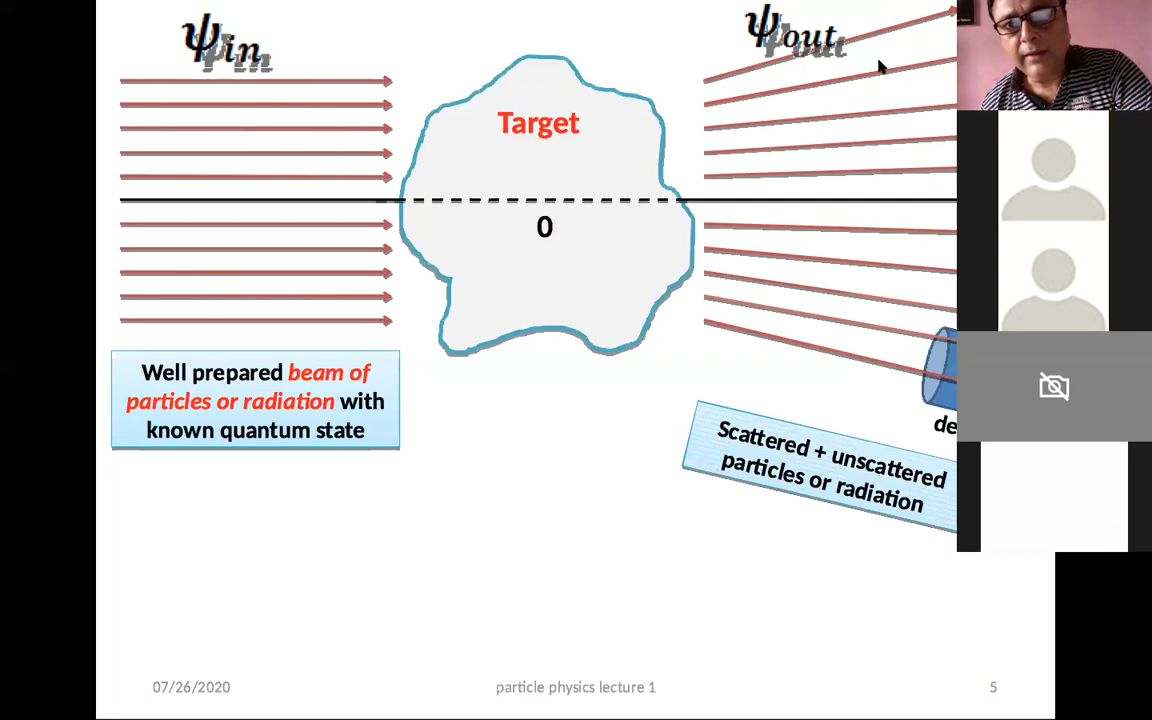 ψin
ψout
Target
0
Well prepared beam of
particles or radiation with
known quantum state
de
Scattered + unscattered
particles or radiation
07/26/2020
particle physics lecture 1
5